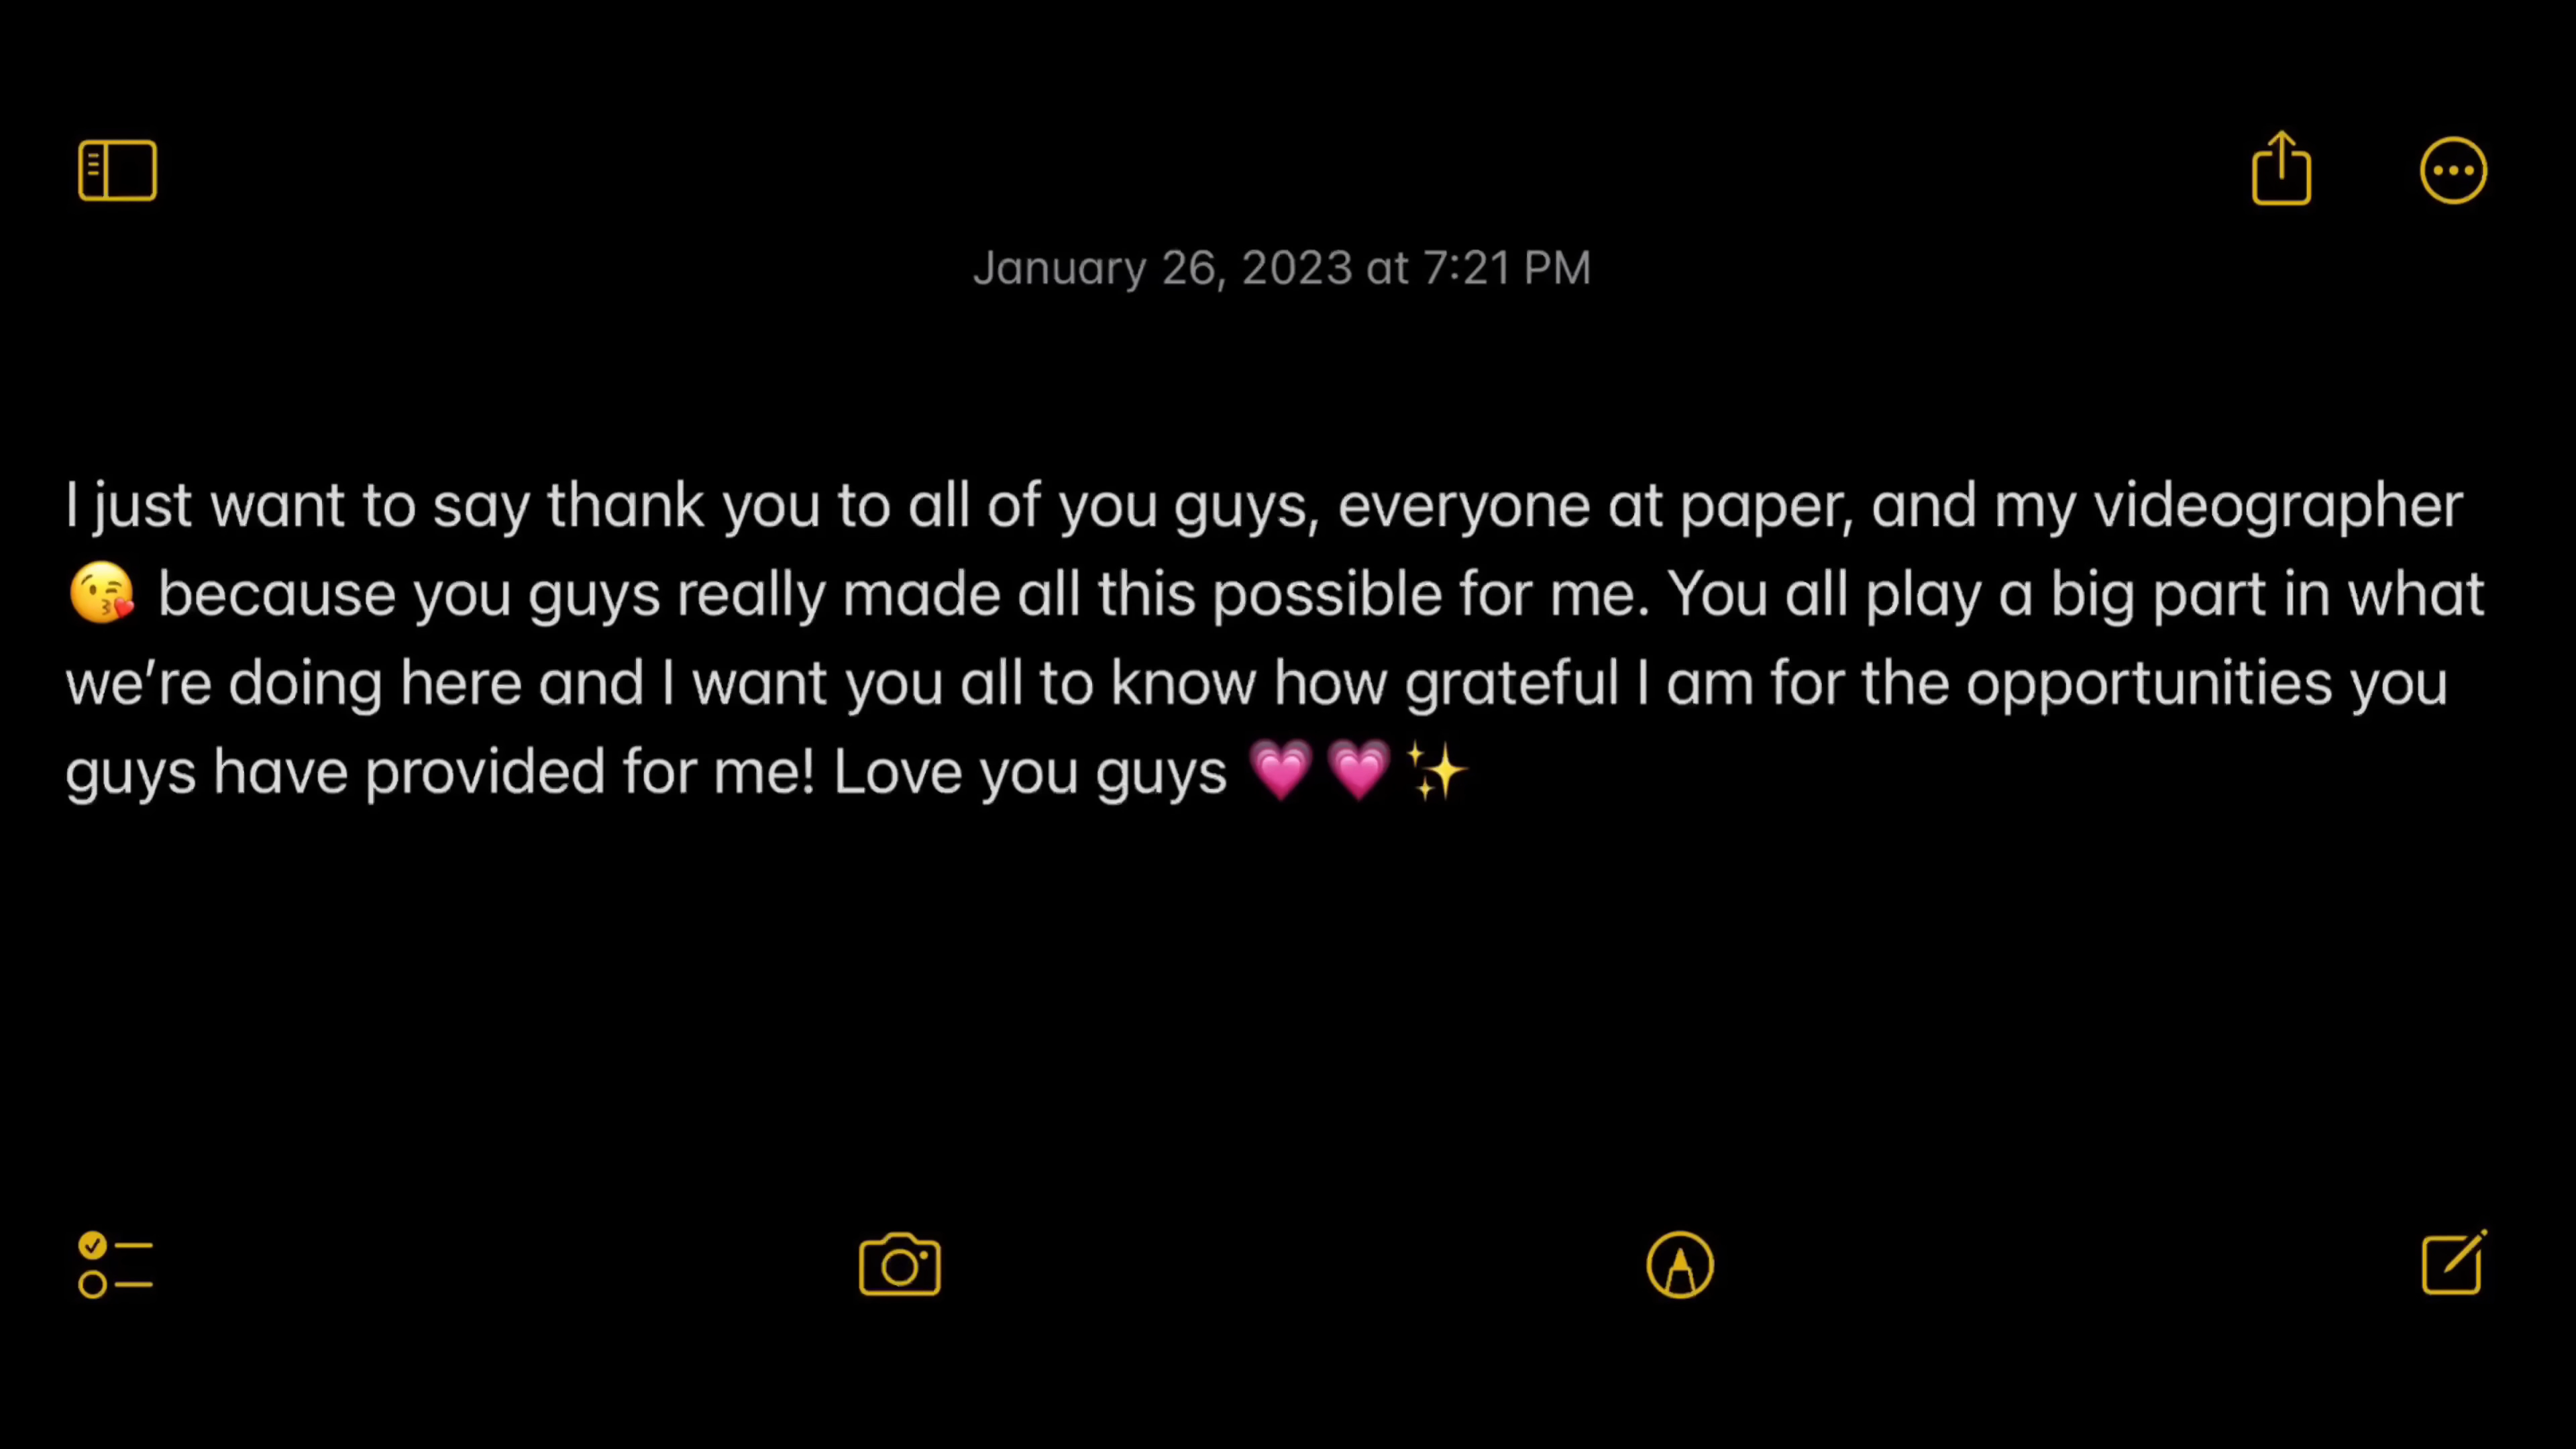 January 26, 2023 at 7:21 PM
I just want to say thank you to all of you guys, everyone at paper, and my videographer
😘 because you guys really made all this possible for me. You all play a big part in what
we’re doing here and I want you all to know how grateful I am for the opportunities you
guys have provided for me! Love you guys 💗💗✨